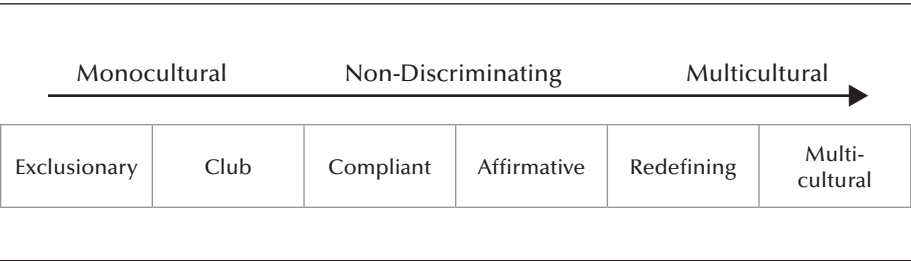 Monocultural Non-Discriminating Multicultural
Exclusionary Club Compliant Affirmative Redefining Multi-
cultural